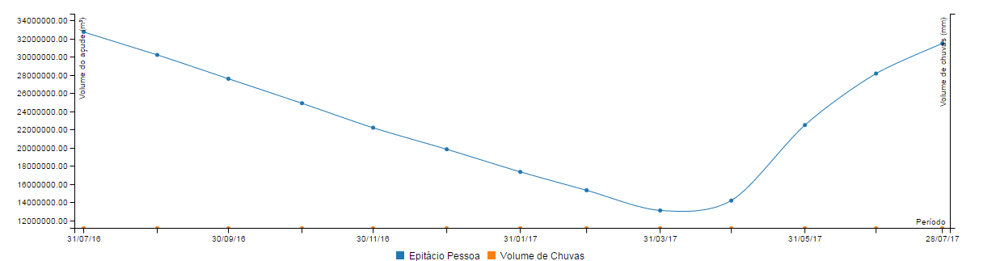 34000000.00
32000000.00
30000000.00
28000000.00
26000000.00
24000000.00
22000000.00
20000000.00
18000000.00
16000000.00
14000000.00
12000000.00
Volume do açude (m³)
Volume de chuvas (mm)
Período
31/07/16 30/09/16 30/11/16 31/01/17 31/03/17 31/05/17 28/07/17
Epitácio Pessoa Volume de Chuvas